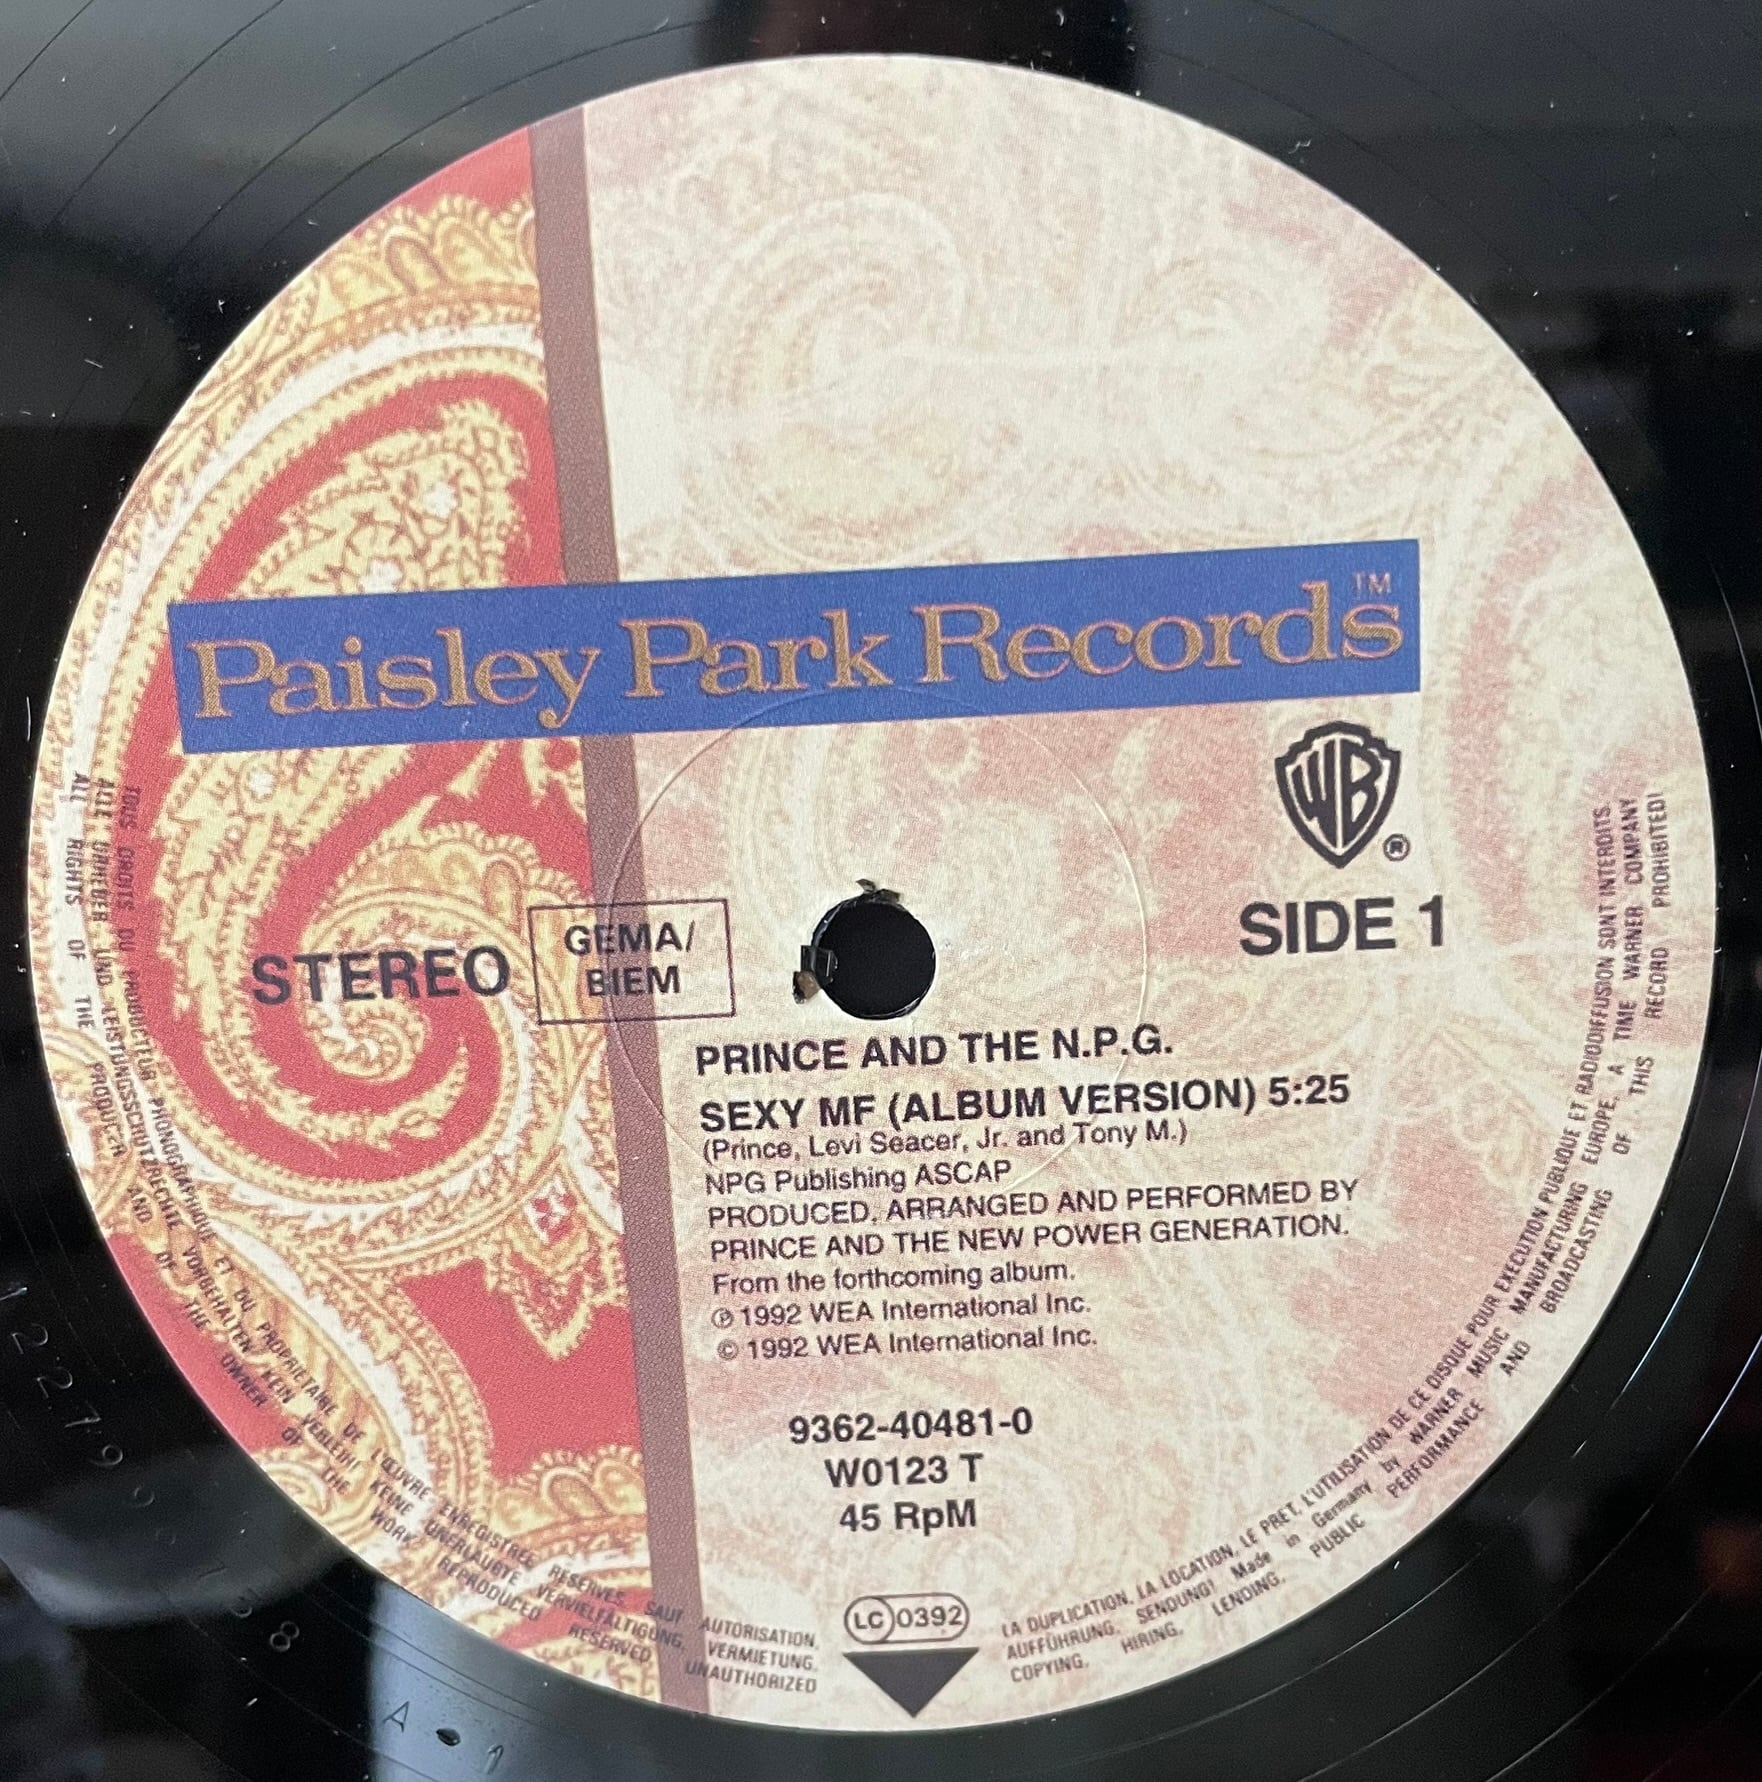 Paisley Park Records™
WB®
SIDE 1
STEREO
GEMA/
BIEM
PRINCE AND THE N.P.G.
SEXY MF (ALBUM VERSION) 5:25
(Prince, Levi Seacer, Jr. and Tony M.)
NPG Publishing ASCAP
PRODUCED, ARRANGED AND PERFORMED BY
PRINCE AND THE NEW POWER GENERATION.
From the forthcoming album.
℗ 1992 WEA International Inc.
© 1992 WEA International Inc.
9362-40481-0
W0123 T
45 RpM
LC 0392
TOUS DROITS DU PRODUCTEUR PHONOGRAPHIQUE ET DU PROPRIETAIRE DE L'ŒUVRE ENREGISTREE RESERVES. SAUF AUTORISATION, LA DUPLICATION, LA LOCATION, LE PRET, L'UTILISATION DE CE DISQUE POUR EXECUTION PUBLIQUE ET RADIODIFFUSION SONT INTERDITS.
ALLE URHEBER UND LEISTUNGSSCHUTZRECHTE VORBEHALTEN KEIN VERLEIH! KEINE UNERLAUBTE VERVIELFÄLTIGUNG, VERMIETUNG, AUFFÜHRUNG, SENDUNG! Made in Germany by WARNER MUSIC MANUFACTURING EUROPE. A TIME WARNER COMPANY
ALL RIGHTS OF THE PRODUCER AND OF THE OWNER OF THE WORK REPRODUCED RESERVED. UNAUTHORIZED COPYING, HIRING, LENDING, PUBLIC PERFORMANCE AND BROADCASTING OF THIS RECORD PROHIBITED!
A - 1